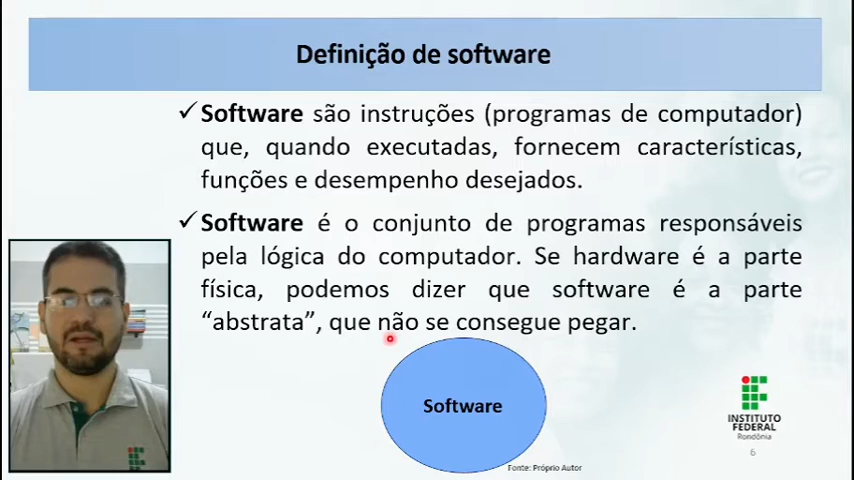 Definição de software
Software são instruções (programas de computador)
que, quando executadas, fornecem características,
funções e desempenho desejados.
Software é o conjunto de programas responsáveis
pela lógica do computador. Se hardware é a parte
física, podemos dizer que software é a parte
“abstrata”, que não se consegue pegar.
Software
INSTITUTO
FEDERAL
Rondônia
6
Fonte: Próprio Autor